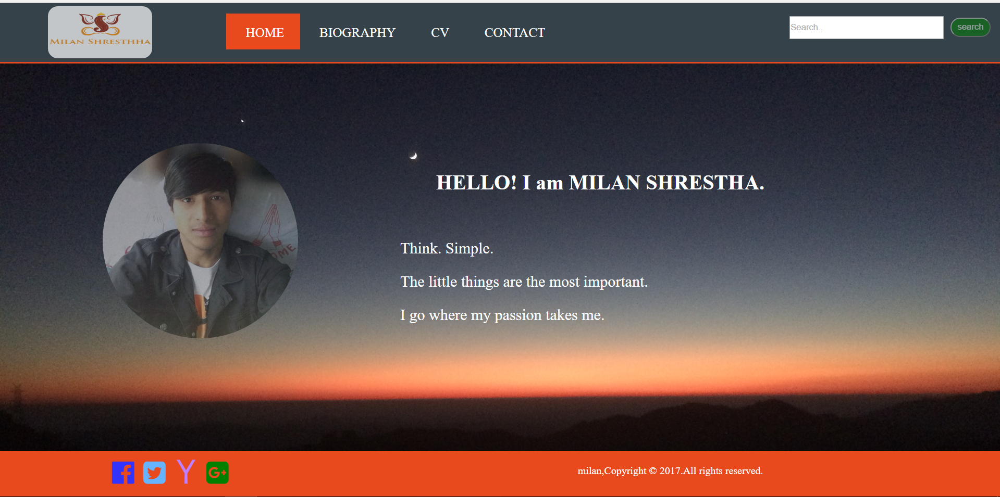 MILAN SHRESTHHA
HOME BIOGRAPHY CV CONTACT
Search..
search
HELLO! I am MILAN SHRESTHA.
Think. Simple.
The little things are the most important.
I go where my passion takes me.
OME
milan,Copyright © 2017.All rights reserved.